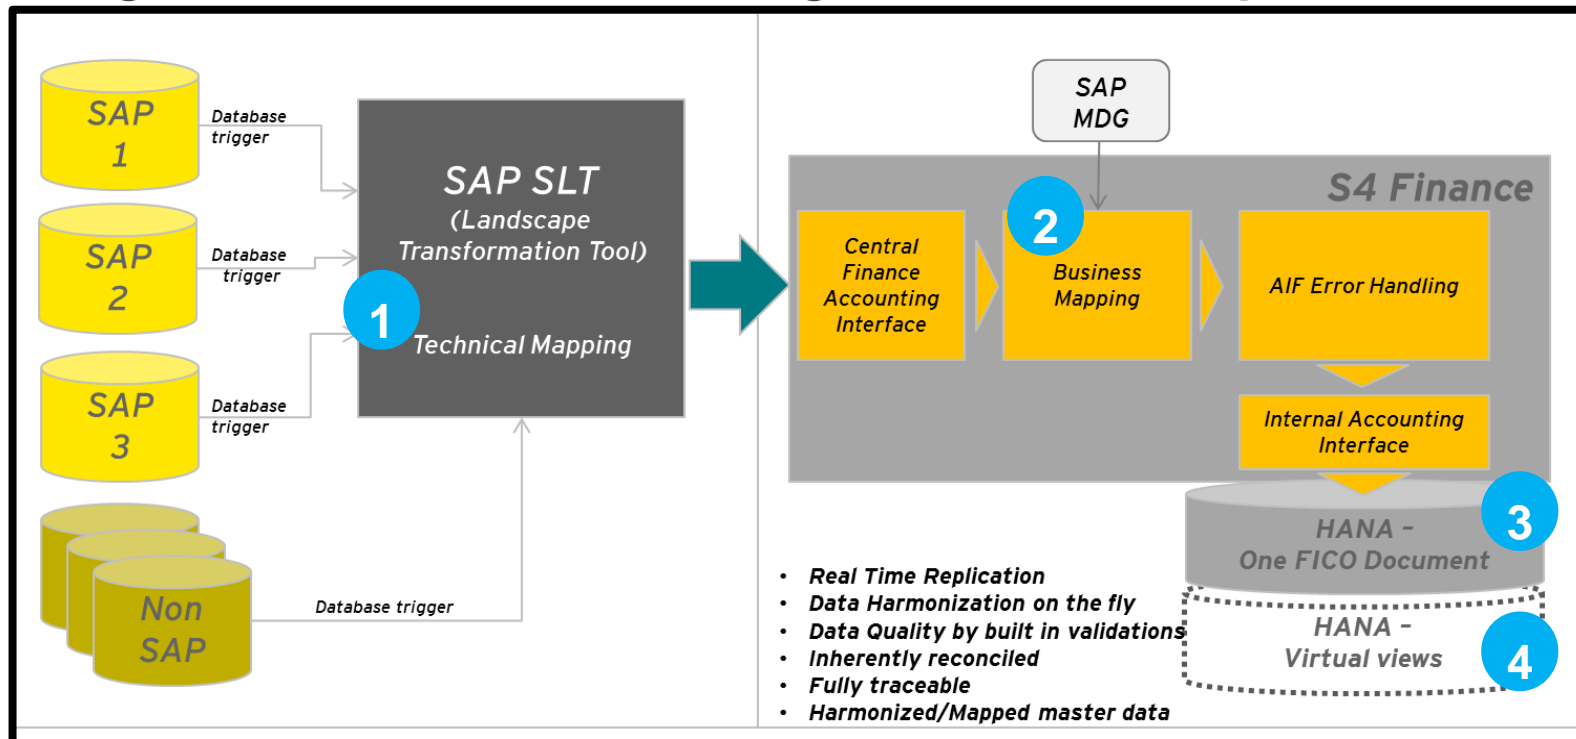 SAP
1
Database
trigger
SAP
2
Database
trigger
SAP
3
Database
trigger
Non
SAP
Database trigger
SAP SLT
(Landscape
Transformation Tool)
1
Technical Mapping
SAP
MDG
S4 Finance
Central
Finance
Accounting
Interface
2
Business
Mapping
AIF Error Handling
Internal Accounting
Interface
3
HANA –
One FICO Document
HANA –
Virtual views
4
• Real Time Replication
• Data Harmonization on the fly
• Data Quality by built in validations
• Inherently reconciled
• Fully traceable
• Harmonized/Mapped master data